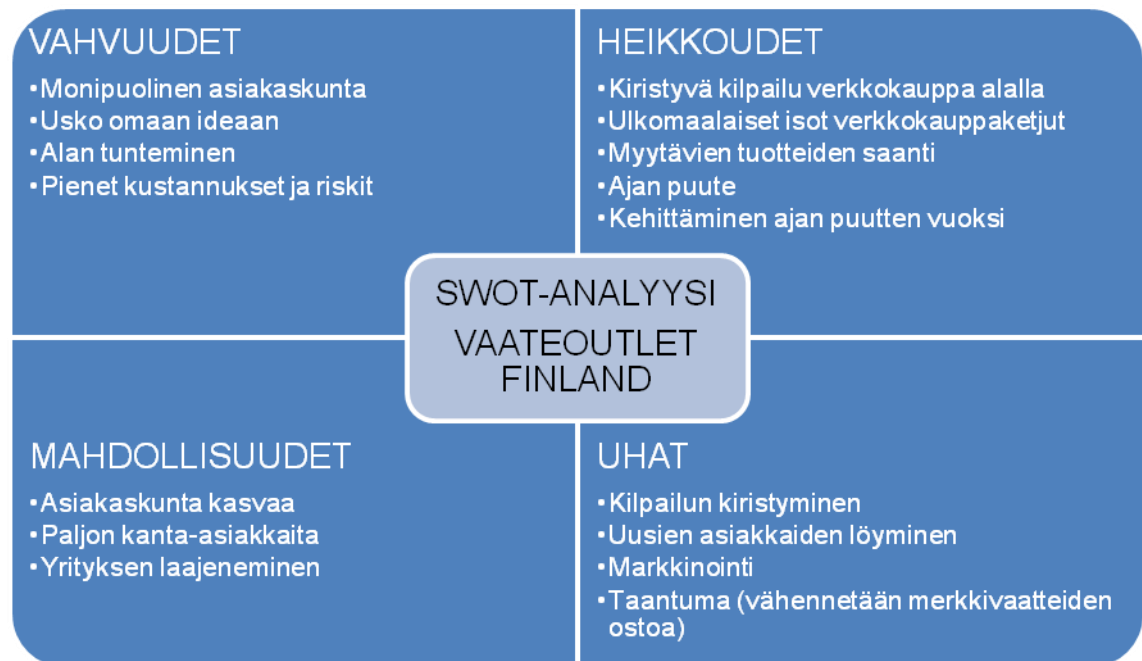 VAHVUUDET
•Monipuolinen asiakaskunta
•Usko omaan ideaan
•Alan tunteminen
•Pienet kustannukset ja riskit
HEIKKOUDET
•Kiristyvä kilpailu verkkokauppa alalla
•Ulkomaalaiset isot verkkokauppaketjut
•Myytävien tuotteiden saanti
•Ajan puute
•Kehittäminen ajan puutten vuoksi
SWOT-ANALYYSI
VAATEOUTLET
FINLAND
MAHDOLLISUUDET
•Asiakaskunta kasvaa
•Paljon kanta-asiakkaita
•Yrityksen laajeneminen
UHAT
•Kilpailun kiristyminen
•Uusien asiakkaiden löyminen
•Markkinointi
•Taantuma (vähennetään merkkivaatteiden
ostoa)